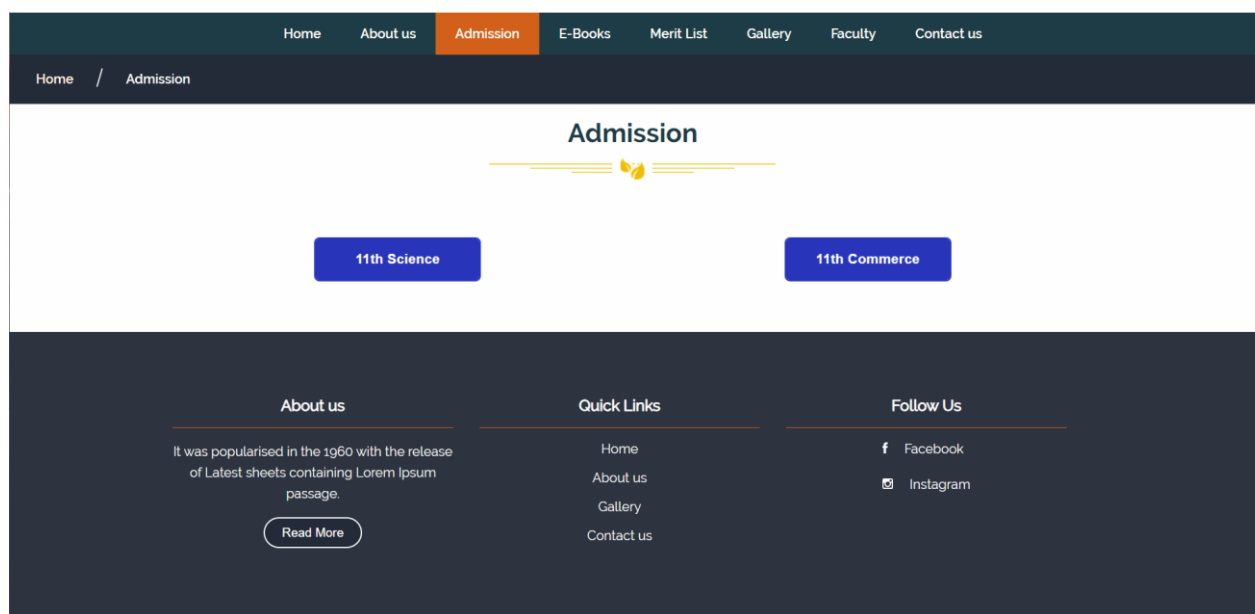 Home About us Admission E-Books Merit List Gallery Faculty Contact us
Home / Admission
Admission
11th Science 11th Commerce
About us
It was popularised in the 1960 with the release
of Latest sheets containing Lorem Ipsum
passage.
Read More
Quick Links
Home
About us
Gallery
Contact us
Follow Us
Facebook
Instagram